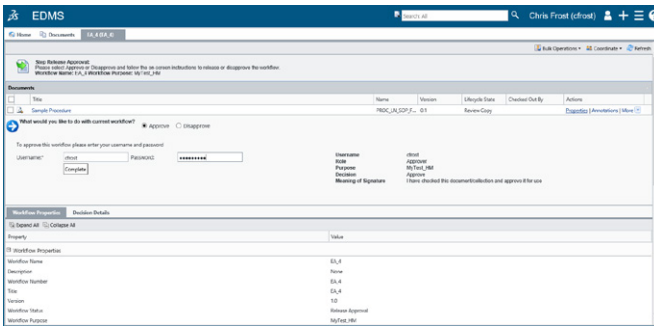 EDMS
Search: All
Chris Frost (cfrost)
Home
Documents
EA_4 (EA_4)
Bulk Operations
Coordinate
Refresh
Step Release Approval:
Please select Approve or Disapprove and follow the on-screen instructions to release or disapprove the workflow.
Workflow Name: EA_4 Workflow Purpose: MyTest_HM
Documents
Title Name Version Lifecycle State Checked Out By Actions
Sample Procedure PROC_LN_SOP_F... 0.1 Review Copy Properties | Annotations | More
What would you like to do with current workflow? Approve Disapprove
To approve this workflow please enter your username and password
Username:* cfrost Password:
Complete
Username cfrost
Role Approver
Purpose MyTest_HM
Decision Approve
Meaning of Signature I have checked this document/collection and approve it for use
Workflow Properties Decision Details
Expand All Collapse All
Property Value
Workflow Properties
Workflow Name EA_4
Description None
Workflow Number EA_4
Title EA_4
Version 1.0
Workflow Status Release Approval
Workflow Purpose MyTest_HM